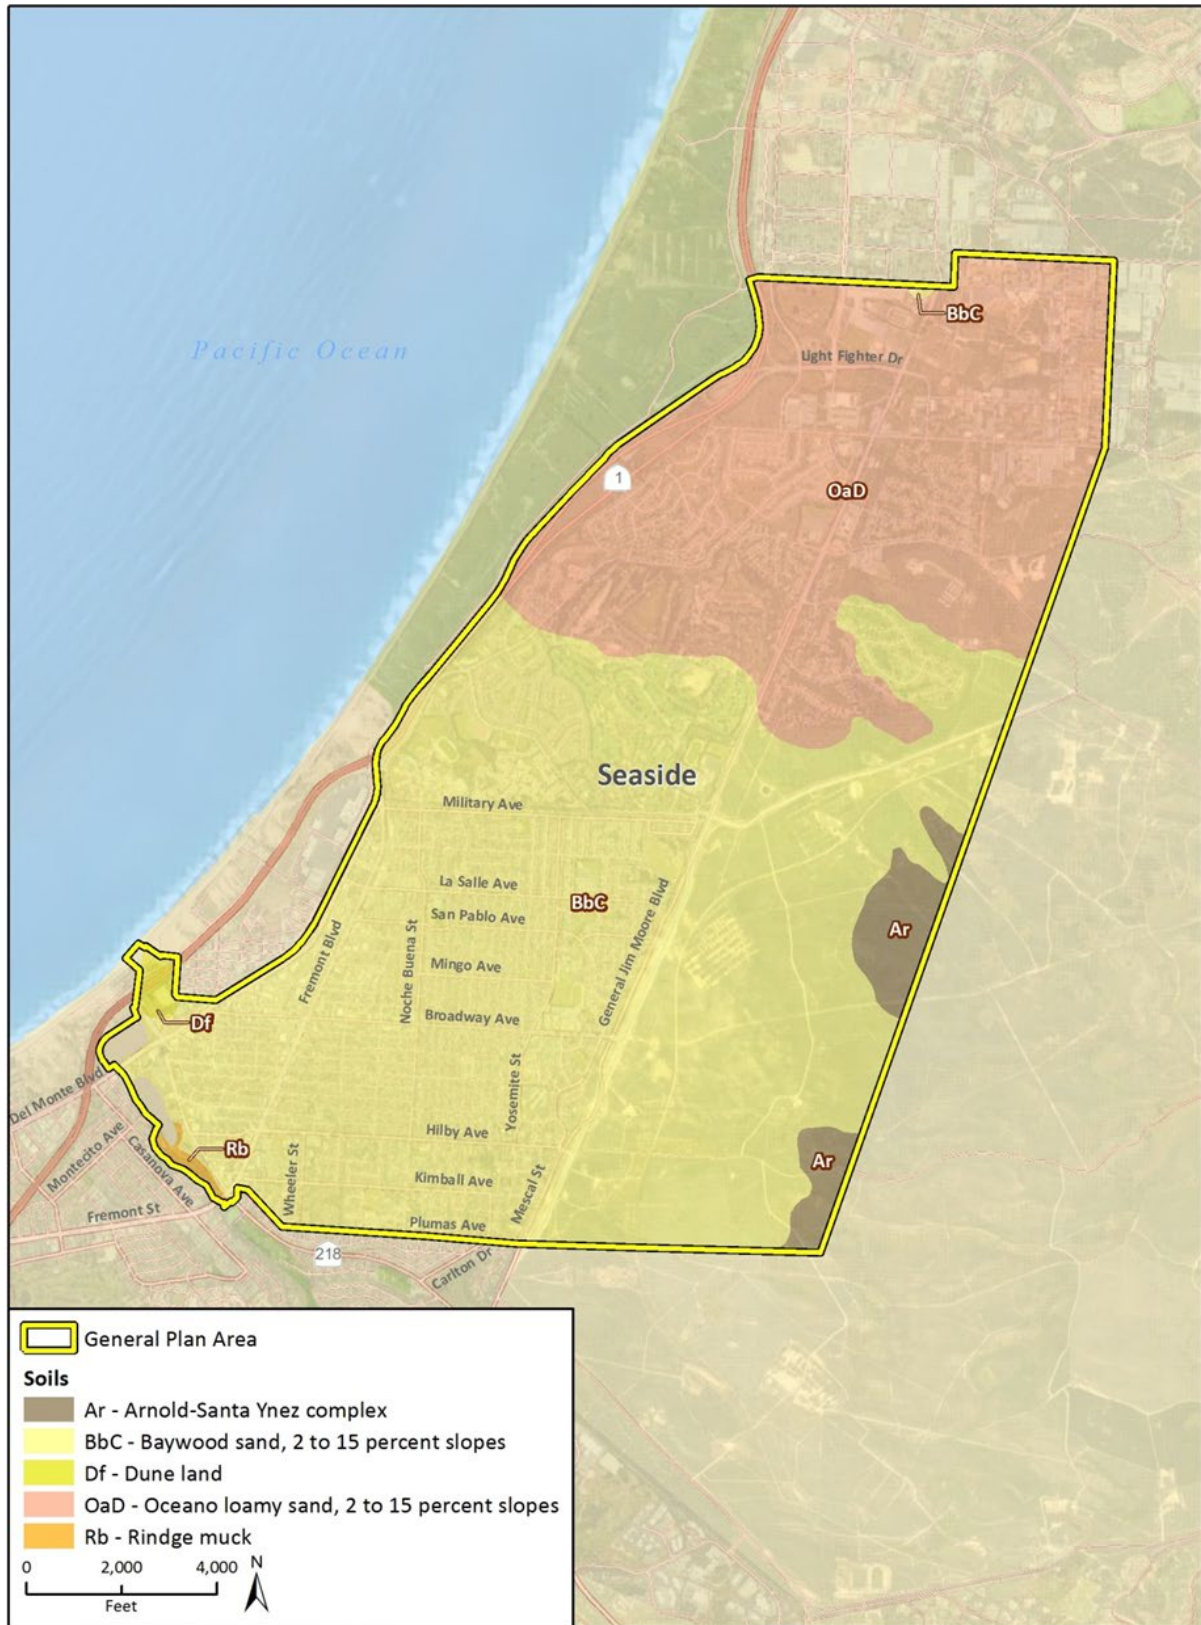 Pacific Ocean
BbC
Light Fighter Dr
1
OaD
Seaside
Military Ave
La Salle Ave
BbC
San Pablo Ave
Ar
Fremont Blvd
Noche Buena St
General Jim Moore Blvd
Mingo Ave
Df
Broadway Ave
Del Monte Blvd
Yosemite St
Montecito Ave
Casanova Ave
Rb
Hilby Ave
Ar
Wheeler St
Kimball Ave
Mescal St
Fremont St
Plumas Ave
218
Carlton Dr
General Plan Area
Soils
Ar - Arnold-Santa Ynez complex
BbC - Baywood sand, 2 to 15 percent slopes
Df - Dune land
OaD - Oceano loamy sand, 2 to 15 percent slopes
Rb - Rindge muck
0 2,000 4,000 N
Feet